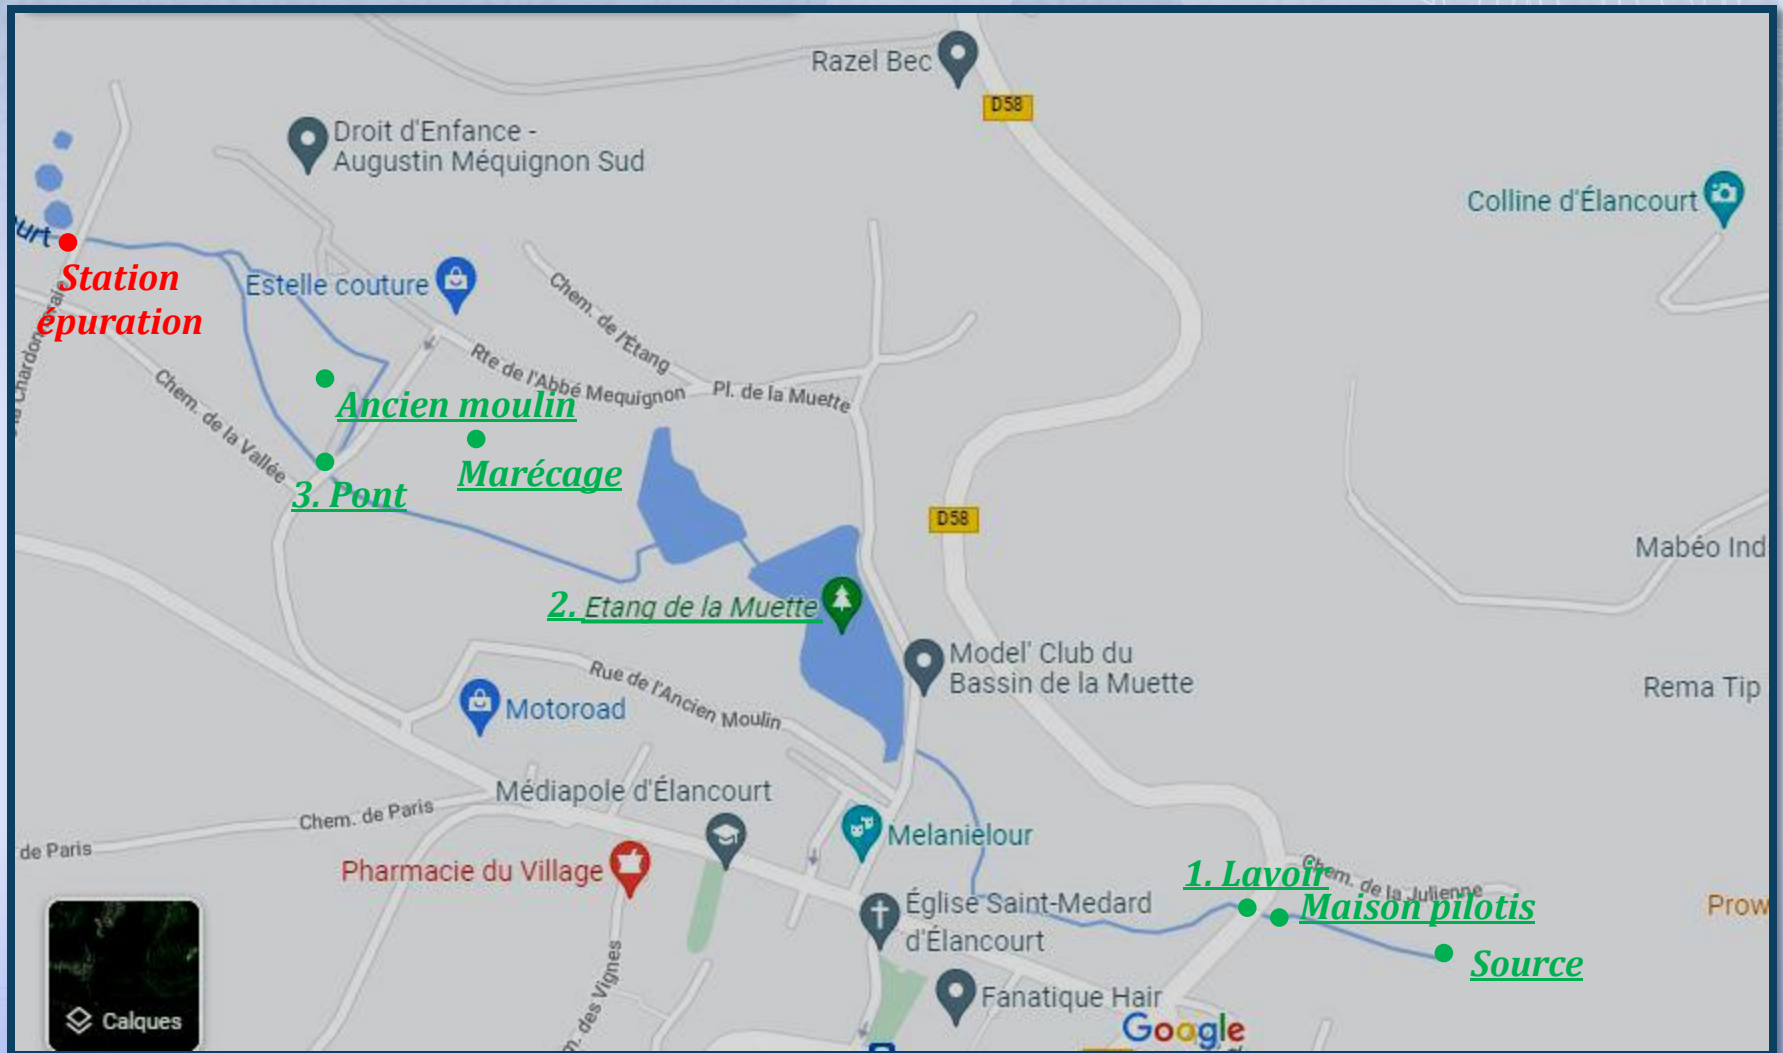 Razel Bec
D58
Droit d'Enfance -
Augustin Méquignon Sud
Colline d'Élancourt
urt
Station
épuration
Estelle couture
Chem. de l'Étang
Rte de l'Abbé Mequignon
Pl. de la Muette
Chem. de la Vallée
Ancien moulin
Marécage
3. Pont
D58
Mabéo Ind
2. Etang de la Muette
Model' Club du
Bassin de la Muette
Rema Tip
Rue de l'Ancien Moulin
Motoroad
Médiapole d'Élancourt
Chem. de Paris
de Paris
Melanielour
Pharmacie du Village
1. Lavoir
Chem. de la Julienne
Maison pilotis
Église Saint-Medard
d'Élancourt
Prow
Source
m. des Vignes
Fanatique Hair
Calques
Google